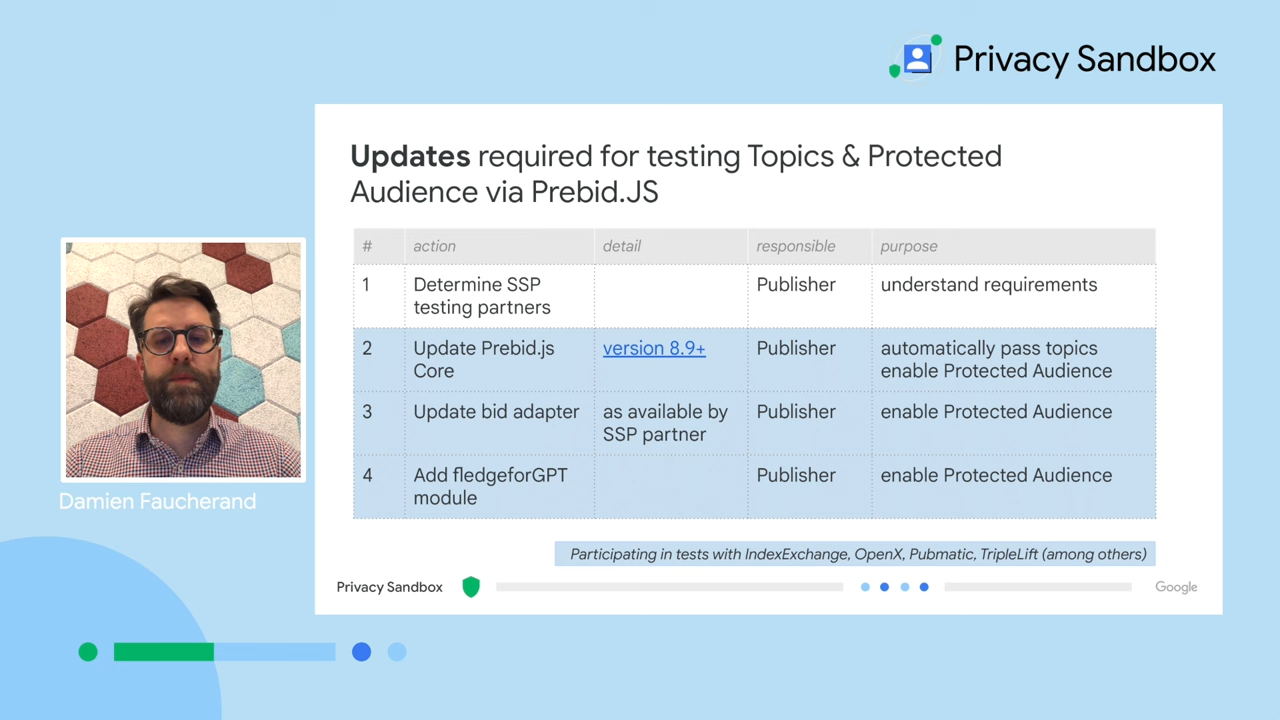 Privacy Sandbox
Updates required for testing Topics & Protected
Audience via Prebid.JS
# action detail responsible purpose
1 Determine SSP Publisher understand requirements
testing partners
2 Update Prebid.js version 8.9+ Publisher automatically pass topics
Core enable Protected Audience
3 Update bid adapter as available by Publisher enable Protected Audience
SSP partner
4 Add fledgeforGPT Publisher enable Protected Audience
module
Damien Faucherand
Participating in tests with IndexExchange, OpenX, Pubmatic, TripleLift (among others)
Privacy Sandbox Google